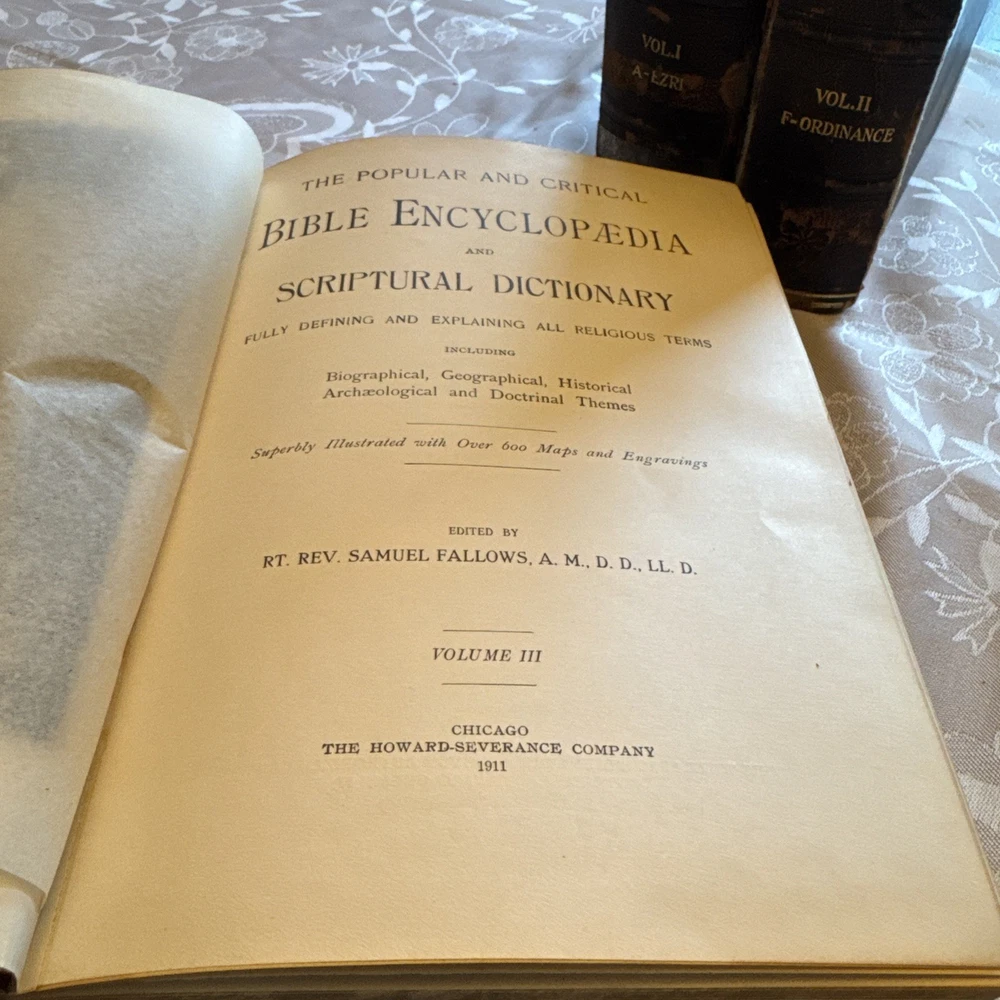 VOL.I
A-EZRI
VOL.II
F-ORDINANCE
THE POPULAR AND CRITICAL
BIBLE ENCYCLOPÆDIA
AND
SCRIPTURAL DICTIONARY
FULLY DEFINING AND EXPLAINING ALL RELIGIOUS TERMS
INCLUDING
Biographical, Geographical, Historical
Archæological and Doctrinal Themes
Superbly Illustrated with Over 600 Maps and Engravings
EDITED BY
RT. REV. SAMUEL FALLOWS, A. M., D. D., LL. D.
VOLUME III
CHICAGO
THE HOWARD-SEVERANCE COMPANY
1911